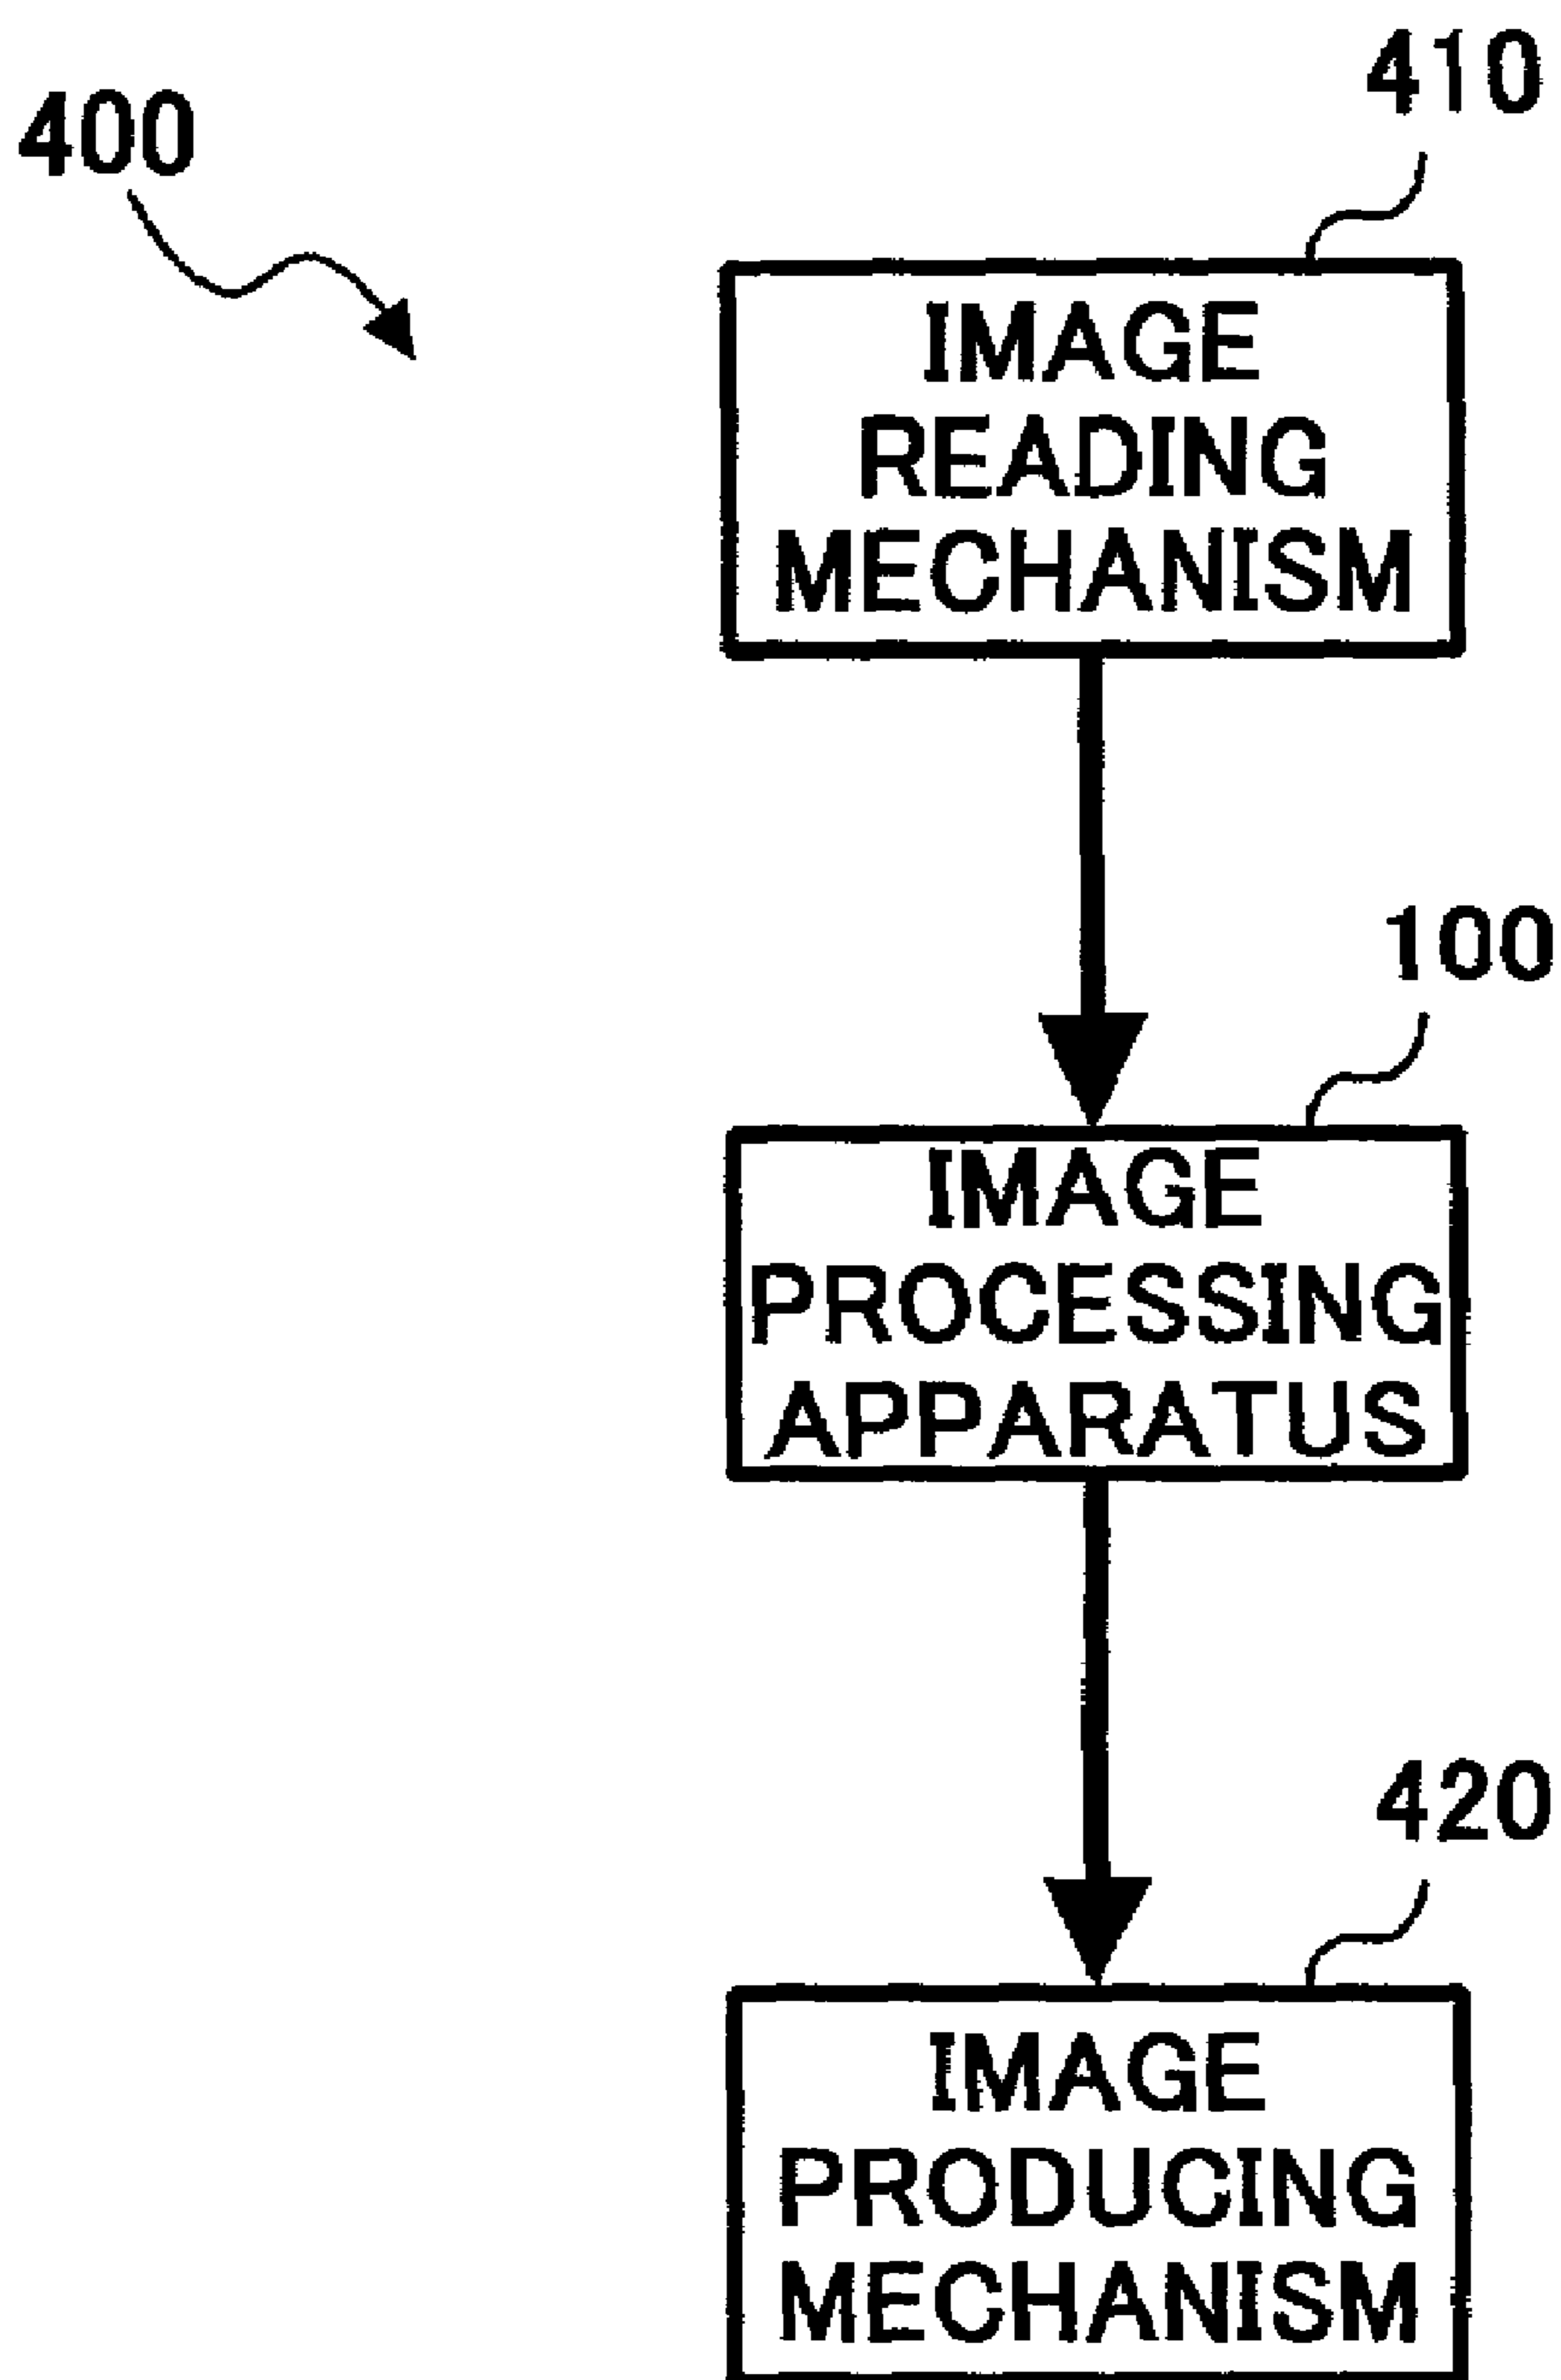 410
400
IMAGE
READING
MECHANISM
100
IMAGE
PROCESSING
APPARATUS
420
IMAGE
PRODUCING
MECHANISM